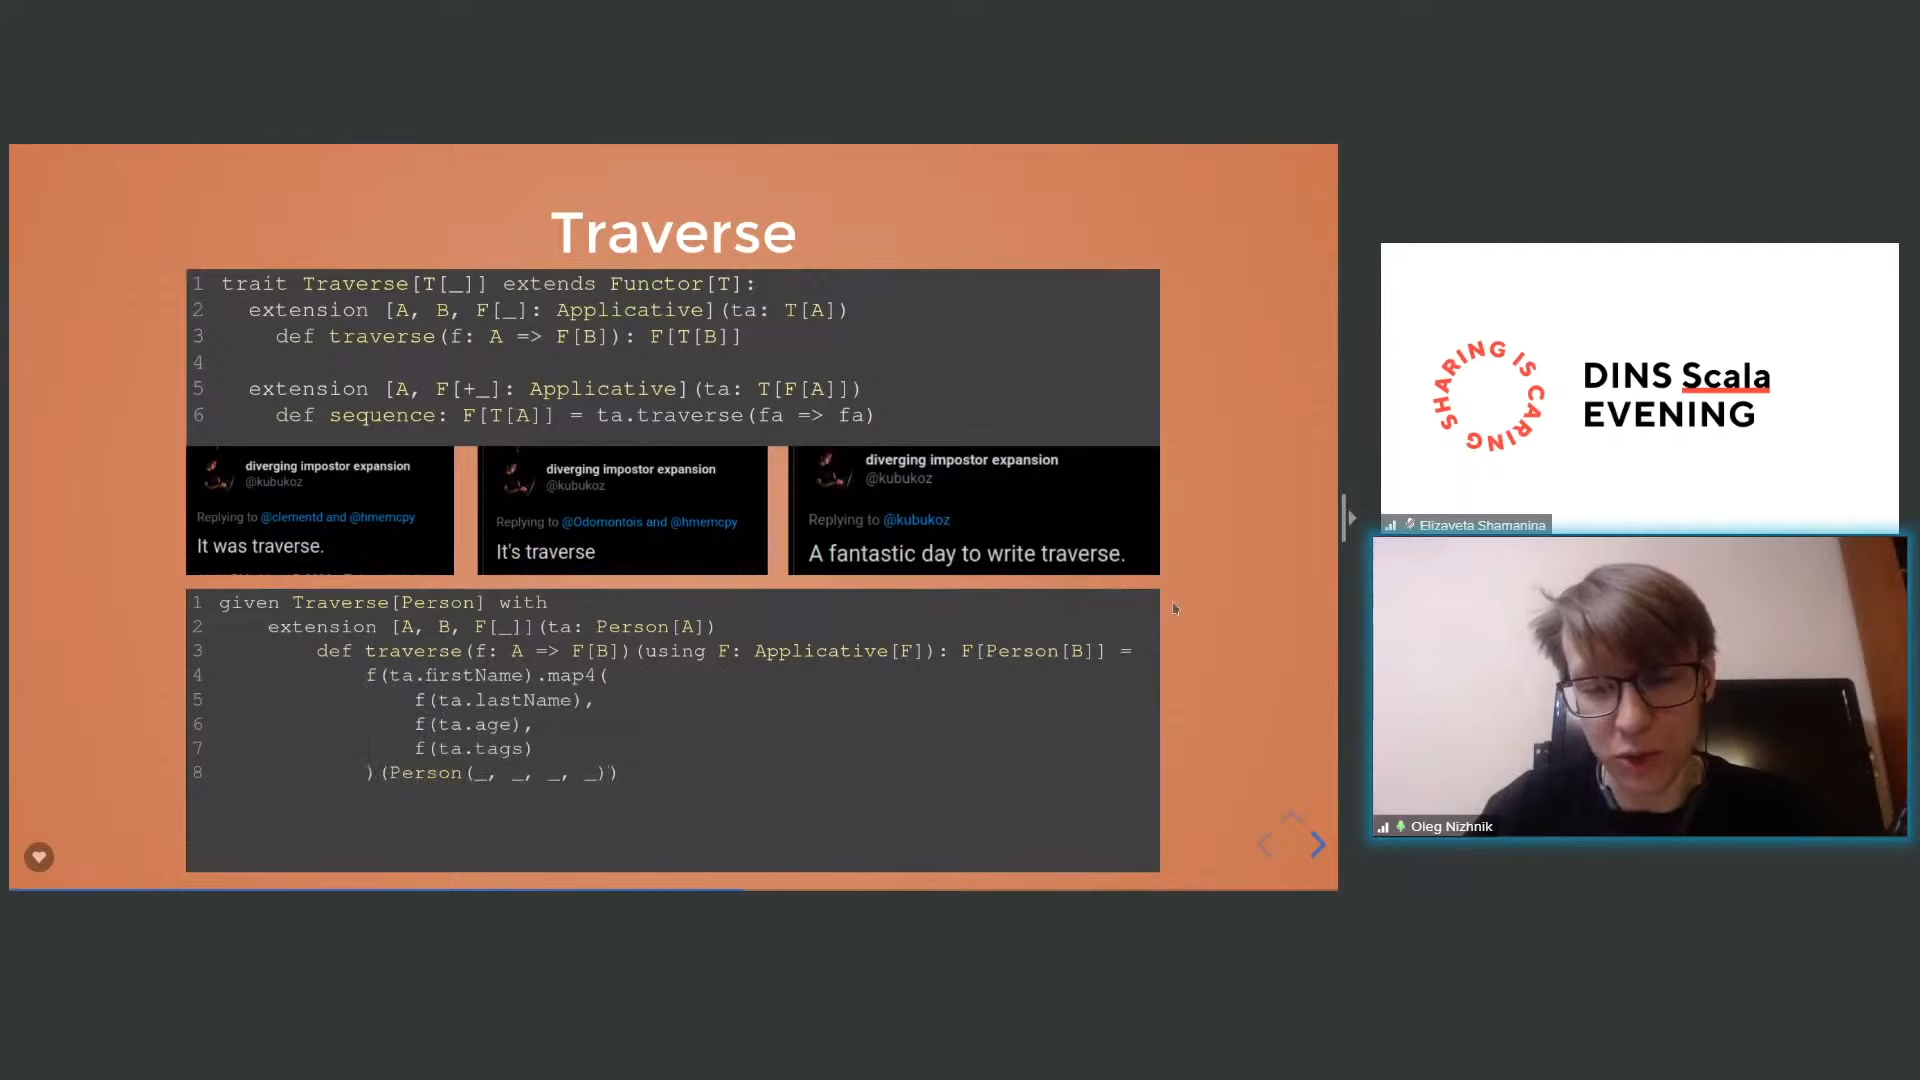 Traverse
1 trait Traverse[T[_]] extends Functor[T]:
2 extension [A, B, F[_]: Applicative](ta: T[A])
3 def traverse(f: A => F[B]): F[T[B]]
4
5 extension [A, F[+_]: Applicative](ta: T[F[A]])
6 def sequence: F[T[A]] = ta.traverse(fa => fa)
diverging impostor expansion
@kubukoz
Replying to @clementd and @hmemcpy
It was traverse.
diverging impostor expansion
@kubukoz
Replying to @Odomontois and @hmemcpy
It's traverse
diverging impostor expansion
@kubukoz
Replying to @kubukoz
A fantastic day to write traverse.
1 given Traverse[Person] with
2 extension [A, B, F[_]](ta: Person[A])
3 def traverse(f: A => F[B])(using F: Applicative[F]): F[Person[B]] =
4 f(ta.firstName).map4(
5 f(ta.lastName),
6 f(ta.age),
7 f(ta.tags)
8 )(Person(_, _, _, _))
SHARING IS CARING
DINS Scala
EVENING
Elizaveta Shamanina
Oleg Nizhnik